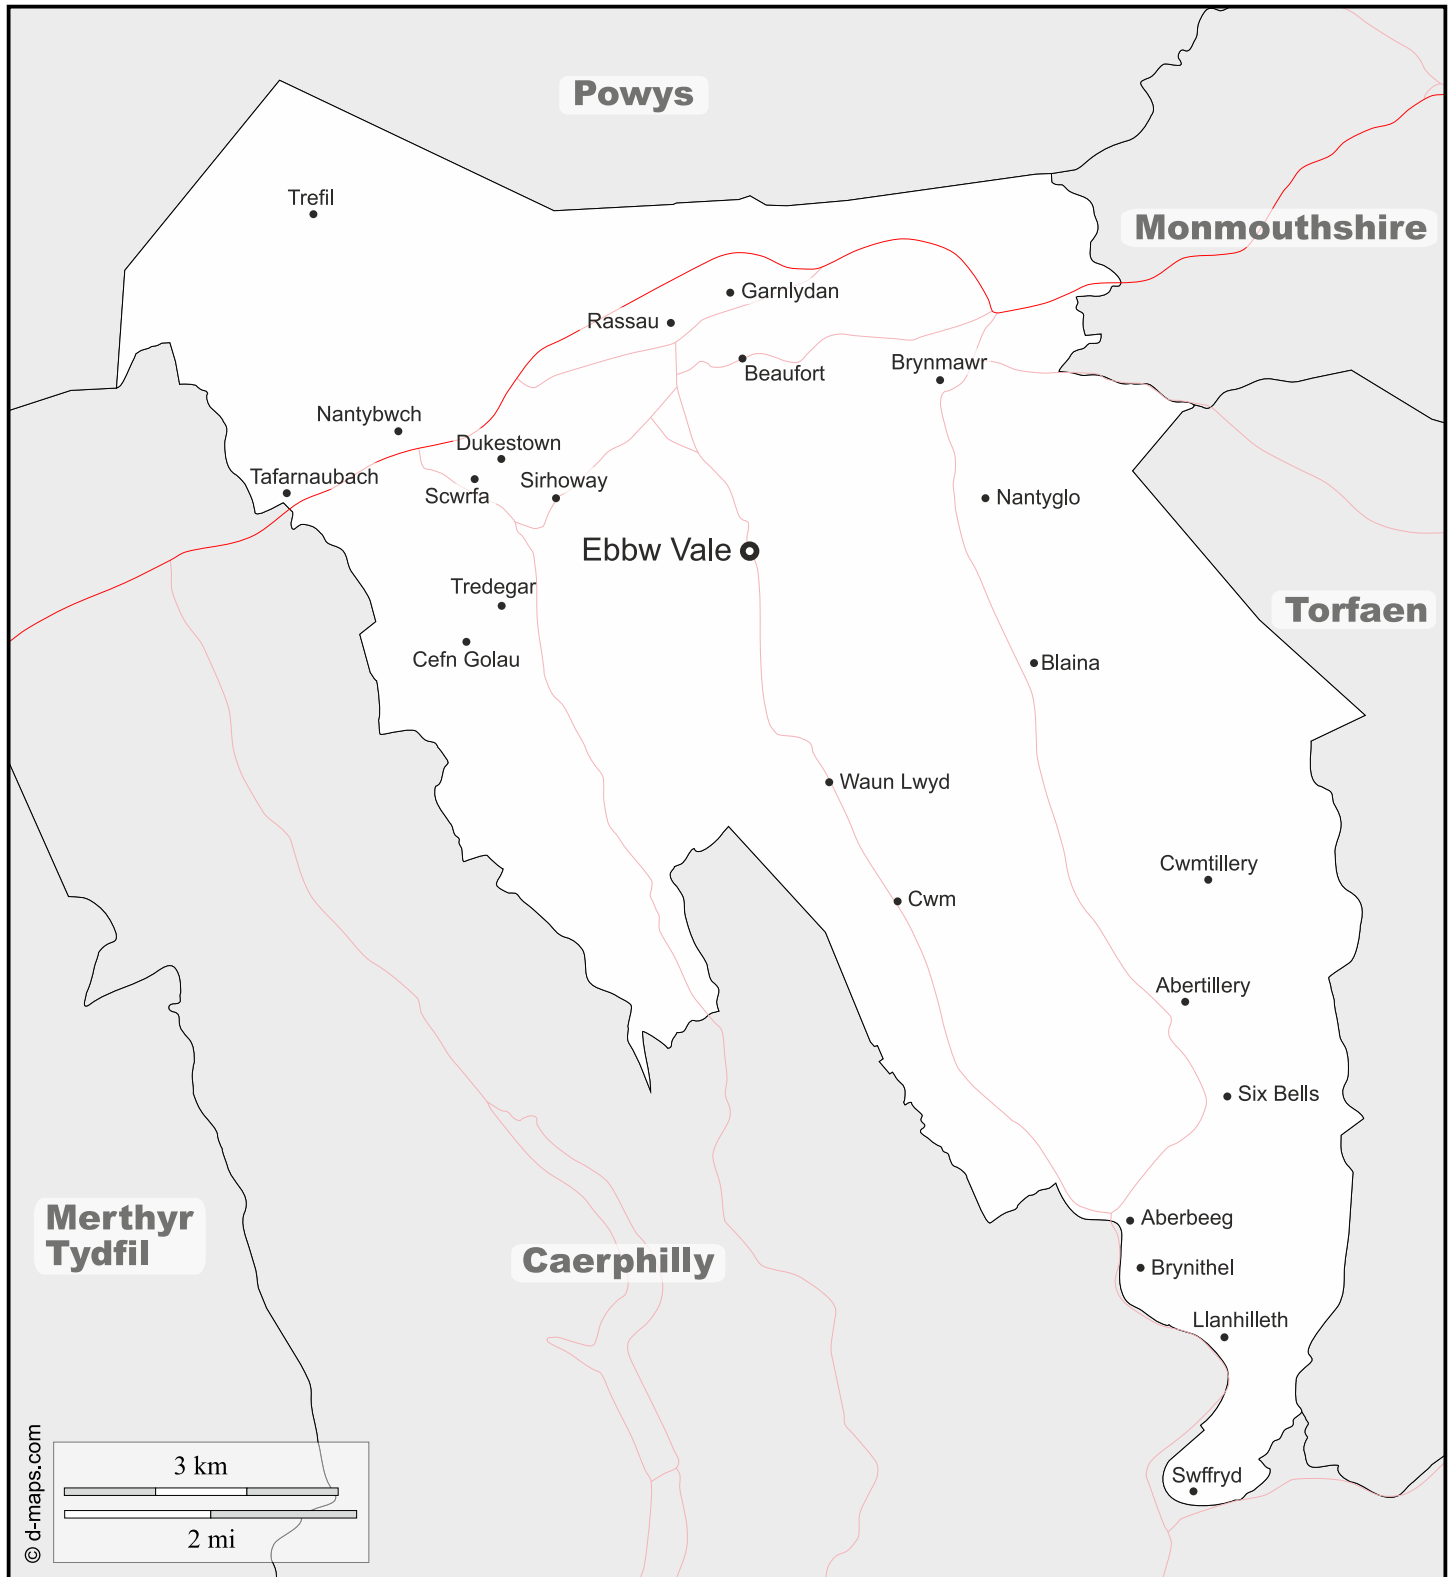 Powys
Trefil
Monmouthshire
Garnlydan
Rassau
Beaufort
Brynmawr
Nantybwch
Dukestown
Tafarnaubach
Scwrfa
Sirhoway
Nantyglo
Ebbw Vale
Tredegar
Torfaen
Cefn Golau
Blaina
Waun Lwyd
Cwmtillery
Cwm
Abertillery
Six Bells
Merthyr
Tydfil
Aberbeeg
Caerphilly
Brynithel
Llanhilleth
Swffryd
3 km
2 mi
© d-maps.com